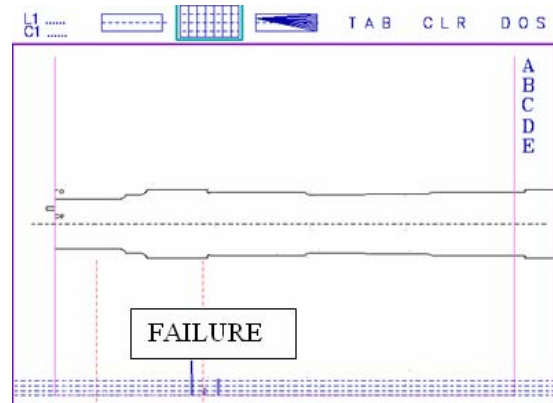 L1 ......
C1 ......
TAB CLR DOS
A
B
C
D
E
FAILURE